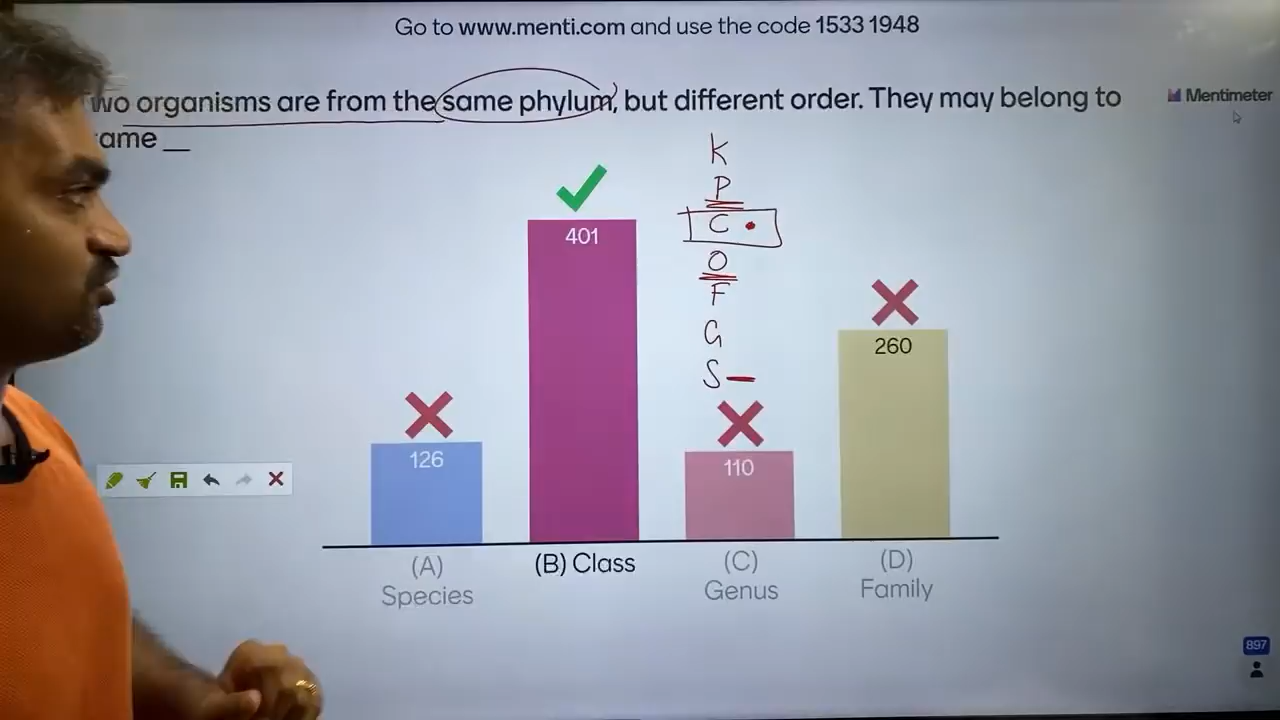 Go to www.menti.com and use the code 1533 1948
wo organisms are from the same phylum, but different order. They may belong to
ame __
Mentimeter
K
P
C
O
F
G
S
401
260
126
110
(A)
Species
(B) Class
(C)
Genus
(D)
Family
897